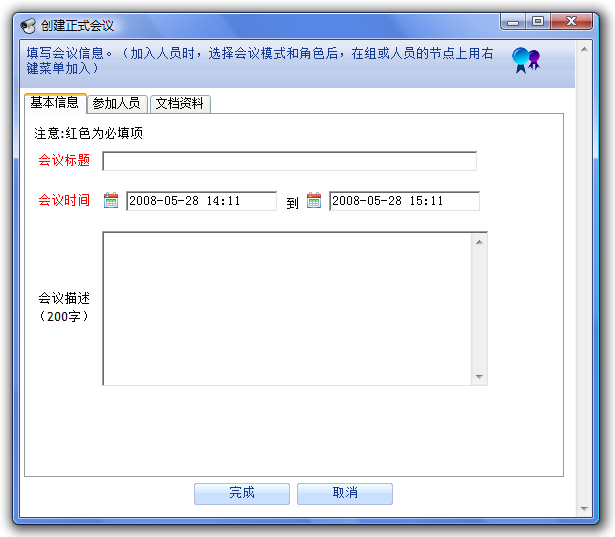 创建正式会议
填写会议信息。（加入人员时，选择会议模式和角色后，在组或人员的节点上用右
键菜单加入）
基本信息 参加人员 文档资料
注意:红色为必填项
会议标题
会议时间 2008-05-28 14:11 到 2008-05-28 15:11
会议描述
（200字）
完成 取消